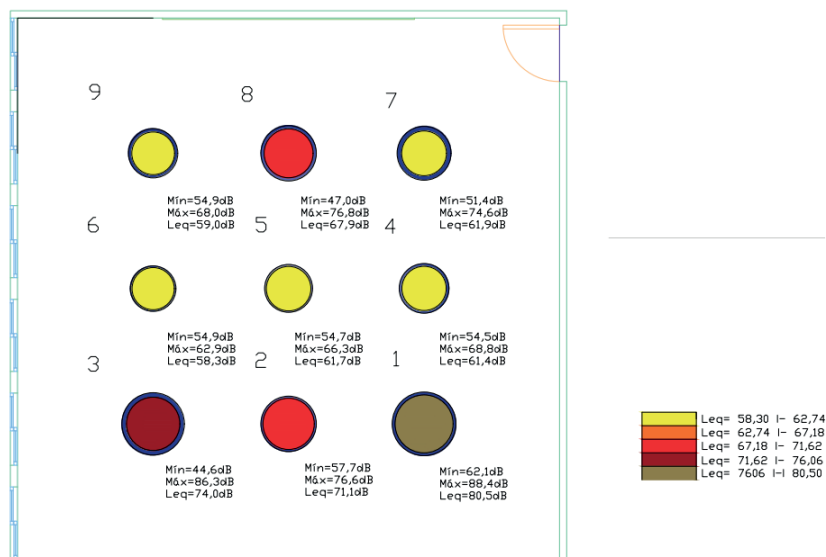 9
8
7
Mín=54,9dB
Máx=68,0dB
Leq=59,0dB
Mín=47,0dB
Máx=76,8dB
Leq=67,9dB
Mín=51,4dB
Máx=74,6dB
Leq=61,9dB
6
5
4
Mín=54,9dB
Máx=62,9dB
Leq=58,3dB
Mín=54,7dB
Máx=66,3dB
Leq=61,7dB
Mín=54,5dB
Máx=68,8dB
Leq=61,4dB
3
2
1
Mín=44,6dB
Máx=86,3dB
Leq=74,0dB
Mín=57,7dB
Máx=76,6dB
Leq=71,1dB
Mín=62,1dB
Máx=88,4dB
Leq=80,5dB
Leq= 58,30 I- 62,74
Leq= 62,74 I- 67,18
Leq= 67,18 I- 71,62
Leq= 71,62 I- 76,06
Leq= 7606 I-I 80,50